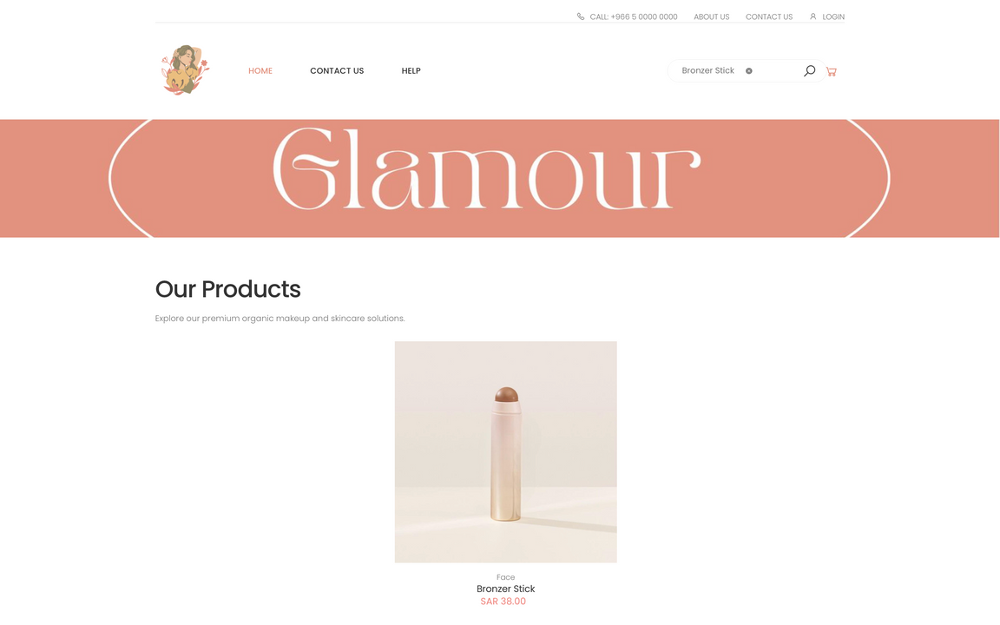 CALL: +966 5 0000 0000 ABOUT US CONTACT US LOGIN
HOME CONTACT US HELP Bronzer Stick
Glamour
Our Products
Explore our premium organic makeup and skincare solutions.
Face
Bronzer Stick
SAR 38.00